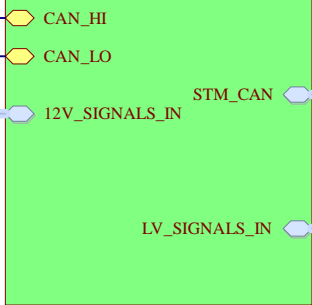 CAN_HI
CAN_LO
STM_CAN
12V_SIGNALS_IN
LV_SIGNALS_IN